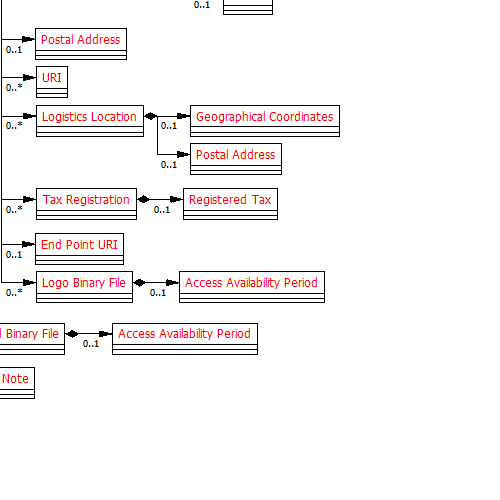 0..1
Postal Address
0..1
URI
0..*
Logistics Location
0..*
Geographical Coordinates
0..1
Postal Address
0..1
Tax Registration
0..*
Registered Tax
0..1
End Point URI
0..1
Logo Binary File
0..*
Access Availability Period
0..1
Binary File
Access Availability Period
0..1
Note